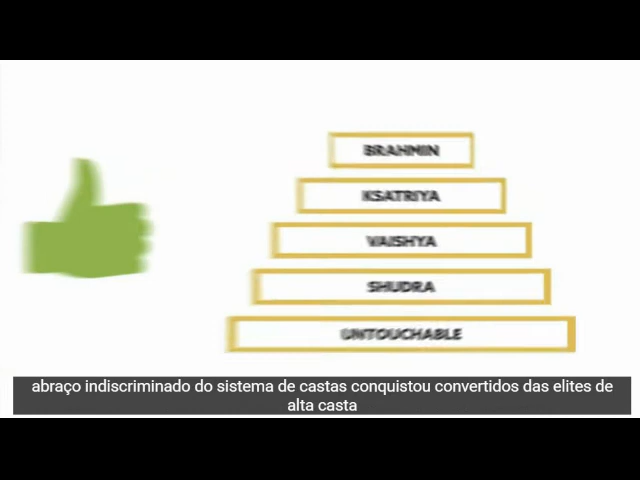 BRAHMIN
KSATRIYA
VAISHYA
SHUDRA
UNTOUCHABLE
abraço indiscriminado do sistema de castas conquistou convertidos das elites de
alta casta